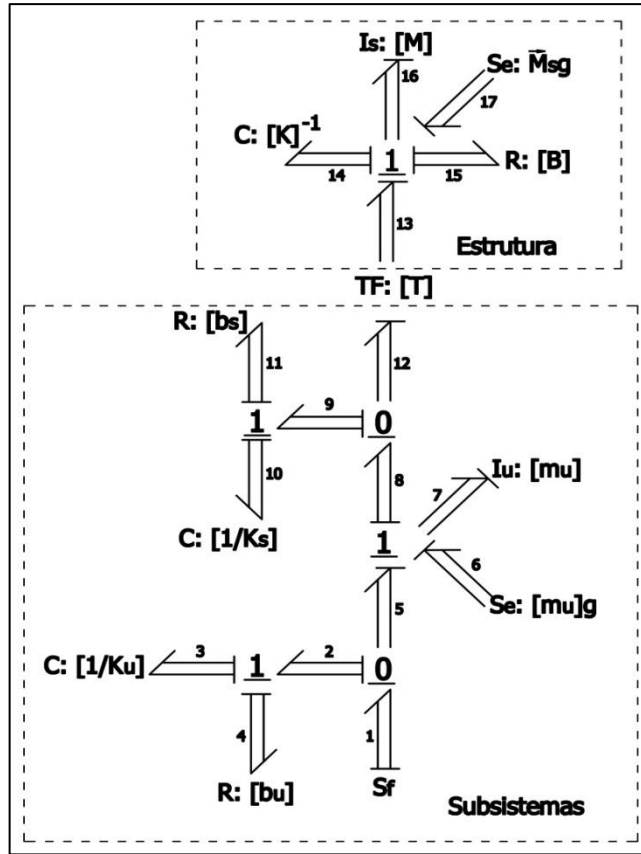 Is: [M]
16
Se: M⃗sg
17
C: [K]⁻¹
1
14
15
R: [B]
13
Estrutura
TF: [T]
R: [bs]
11
12
9
1
0
10
8
C: [1/Ks]
7
Iu: [mu]
1
6
Se: [mu]g
5
C: [1/Ku]
3
1
2
0
4
1
R: [bu]
Sf
Subsistemas